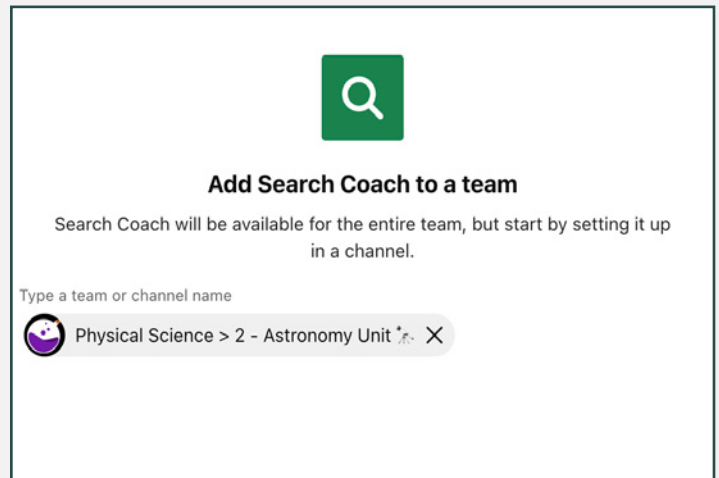 Add Search Coach to a team
Search Coach will be available for the entire team, but start by setting it up
in a channel.
Type a team or channel name
Physical Science > 2 - Astronomy Unit